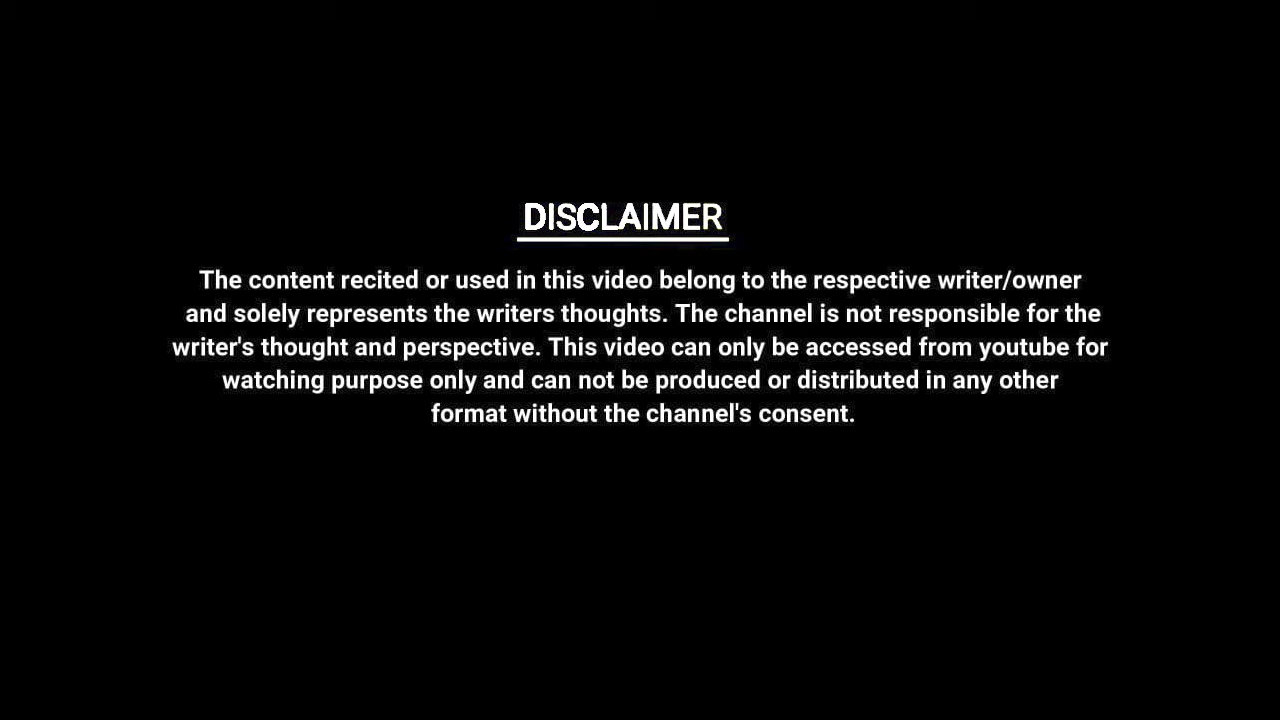 DISCLAIMER
The content recited or used in this video belong to the respective writer/owner
and solely represents the writers thoughts. The channel is not responsible for the
writer's thought and perspective. This video can only be accessed from youtube for
watching purpose only and can not be produced or distributed in any other
format without the channel's consent.